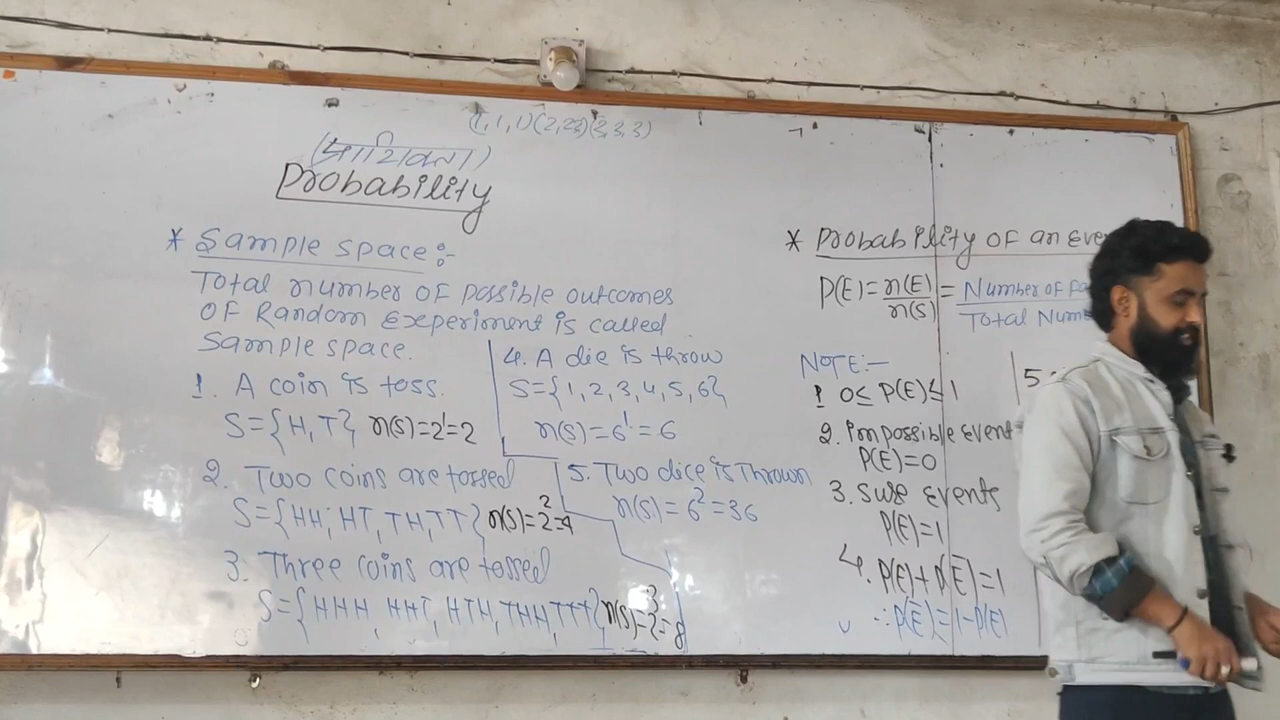 (1,1,1)(2,2,2)(3,3,3)
(प्रायिकता)
Probability
* Sample space:-
Total number of possible outcomes
of Random Experiment is called
Sample space.
1. A coin is toss.
S={H,T} n(S)=2¹=2
2. Two coins are tossed
S={HH, HT, TH, TT} n(S)=2²=4
3. Three coins are tossed
S={HHH, HHT, HTH, THH, TTT} n(S)=2³=8
4. A die is throw
S={1, 2, 3, 4, 5, 6}
n(S)=6¹=6
5. Two dice is Thrown
n(S)=6²=36
* Probability of an Eve
P(E)=n(E)/n(S)=Number of / Total Num
NOTE:-
1. 0≤ P(E) ≤ 1
2. Impossible Event
P(E)=0
3. Sure Events
P(E)=1
4. P(E)+P(E̅)=1
∴ P(E̅)=1-P(E)
5.